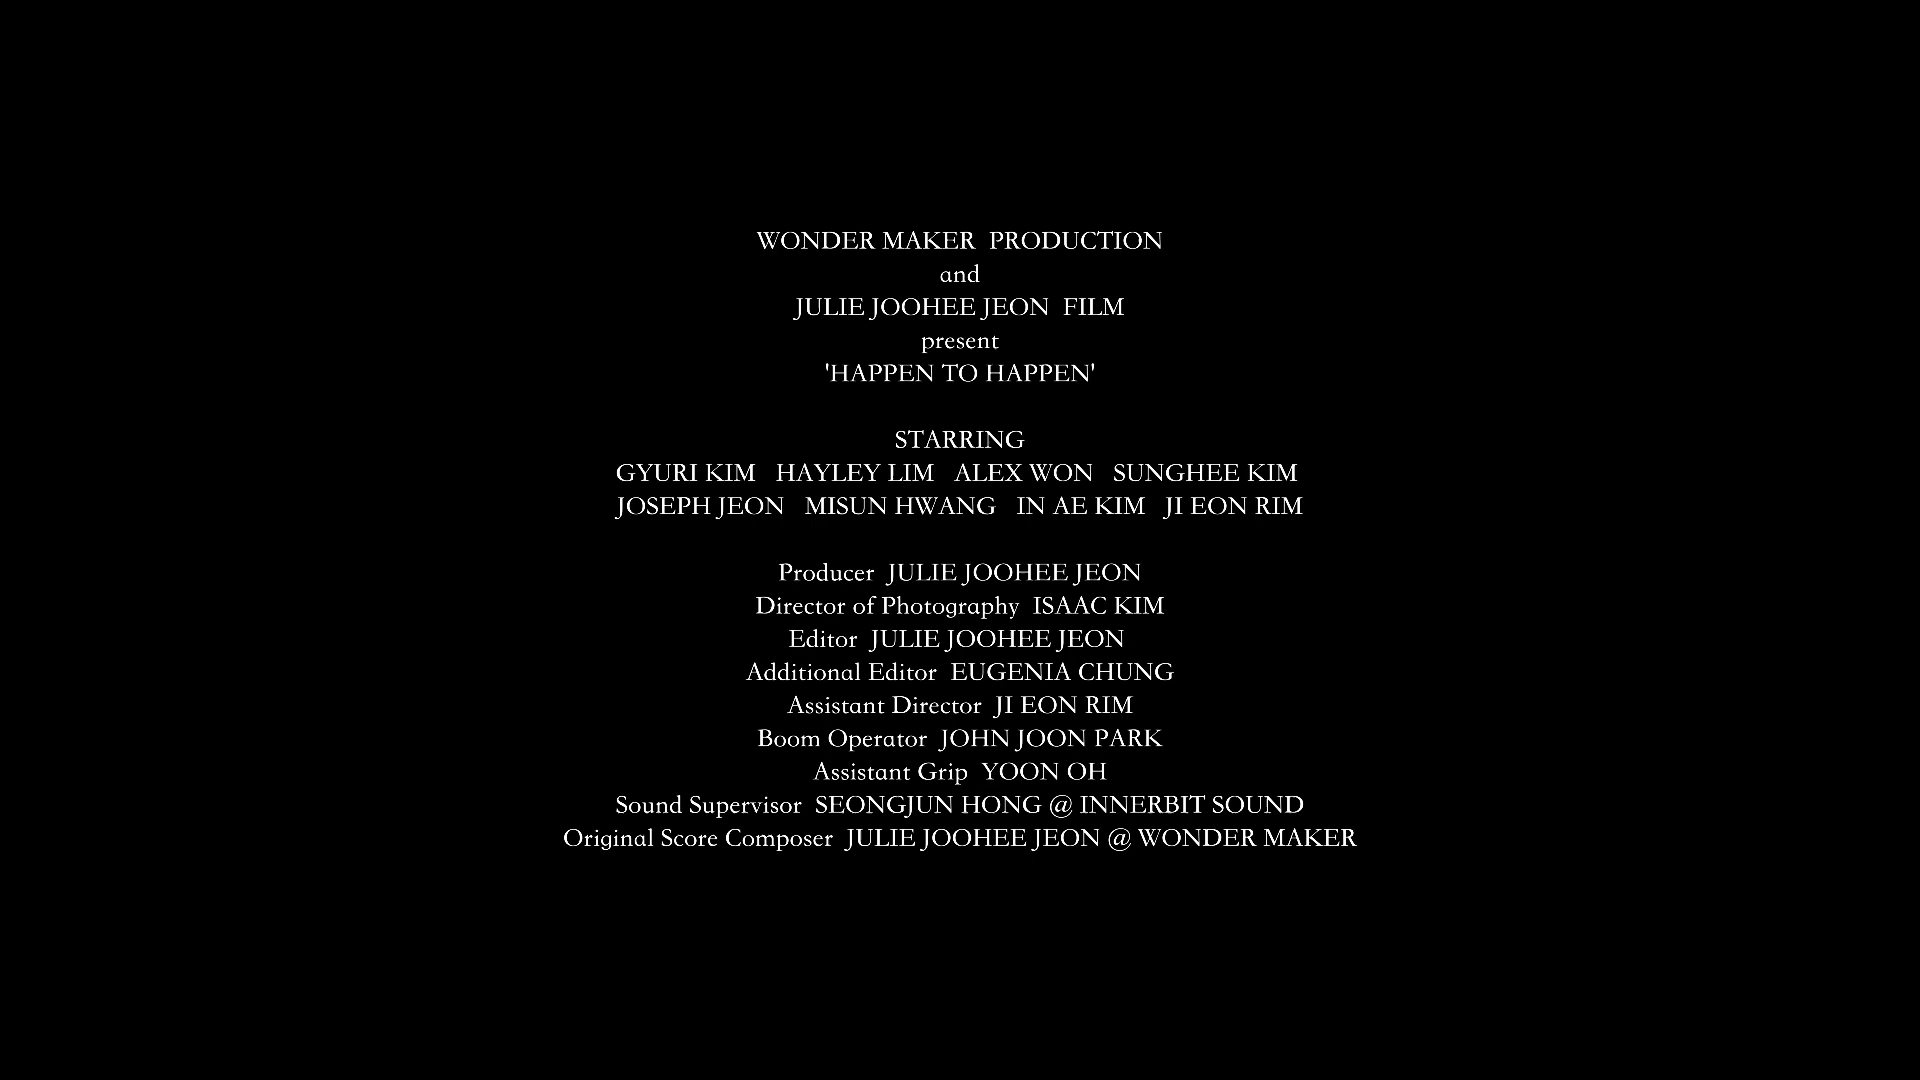 WONDER MAKER  PRODUCTION
and
JULIE JOOHEE JEON  FILM
present
'HAPPEN TO HAPPEN'
STARRING
GYURI KIM   HAYLEY LIM   ALEX WON   SUNGHEE KIM
JOSEPH JEON   MISUN HWANG   IN AE KIM   JI EON RIM
Producer  JULIE JOOHEE JEON
Director of Photography  ISAAC KIM
Editor  JULIE JOOHEE JEON
Additional Editor  EUGENIA CHUNG
Assistant Director  JI EON RIM
Boom Operator  JOHN JOON PARK
Assistant Grip  YOON OH
Sound Supervisor  SEONGJUN HONG @ INNERBIT SOUND
Original Score Composer  JULIE JOOHEE JEON @ WONDER MAKER